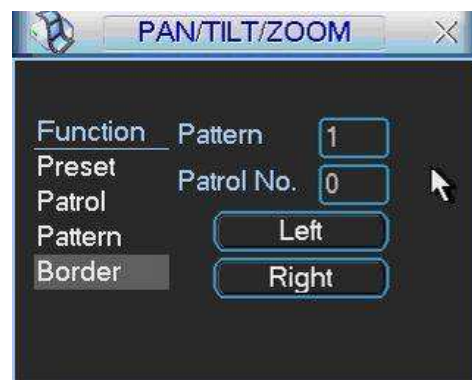 PAN/TILT/ZOOM
Function
Preset
Patrol
Pattern
Border
Pattern 1
Patrol No. 0
Left
Right